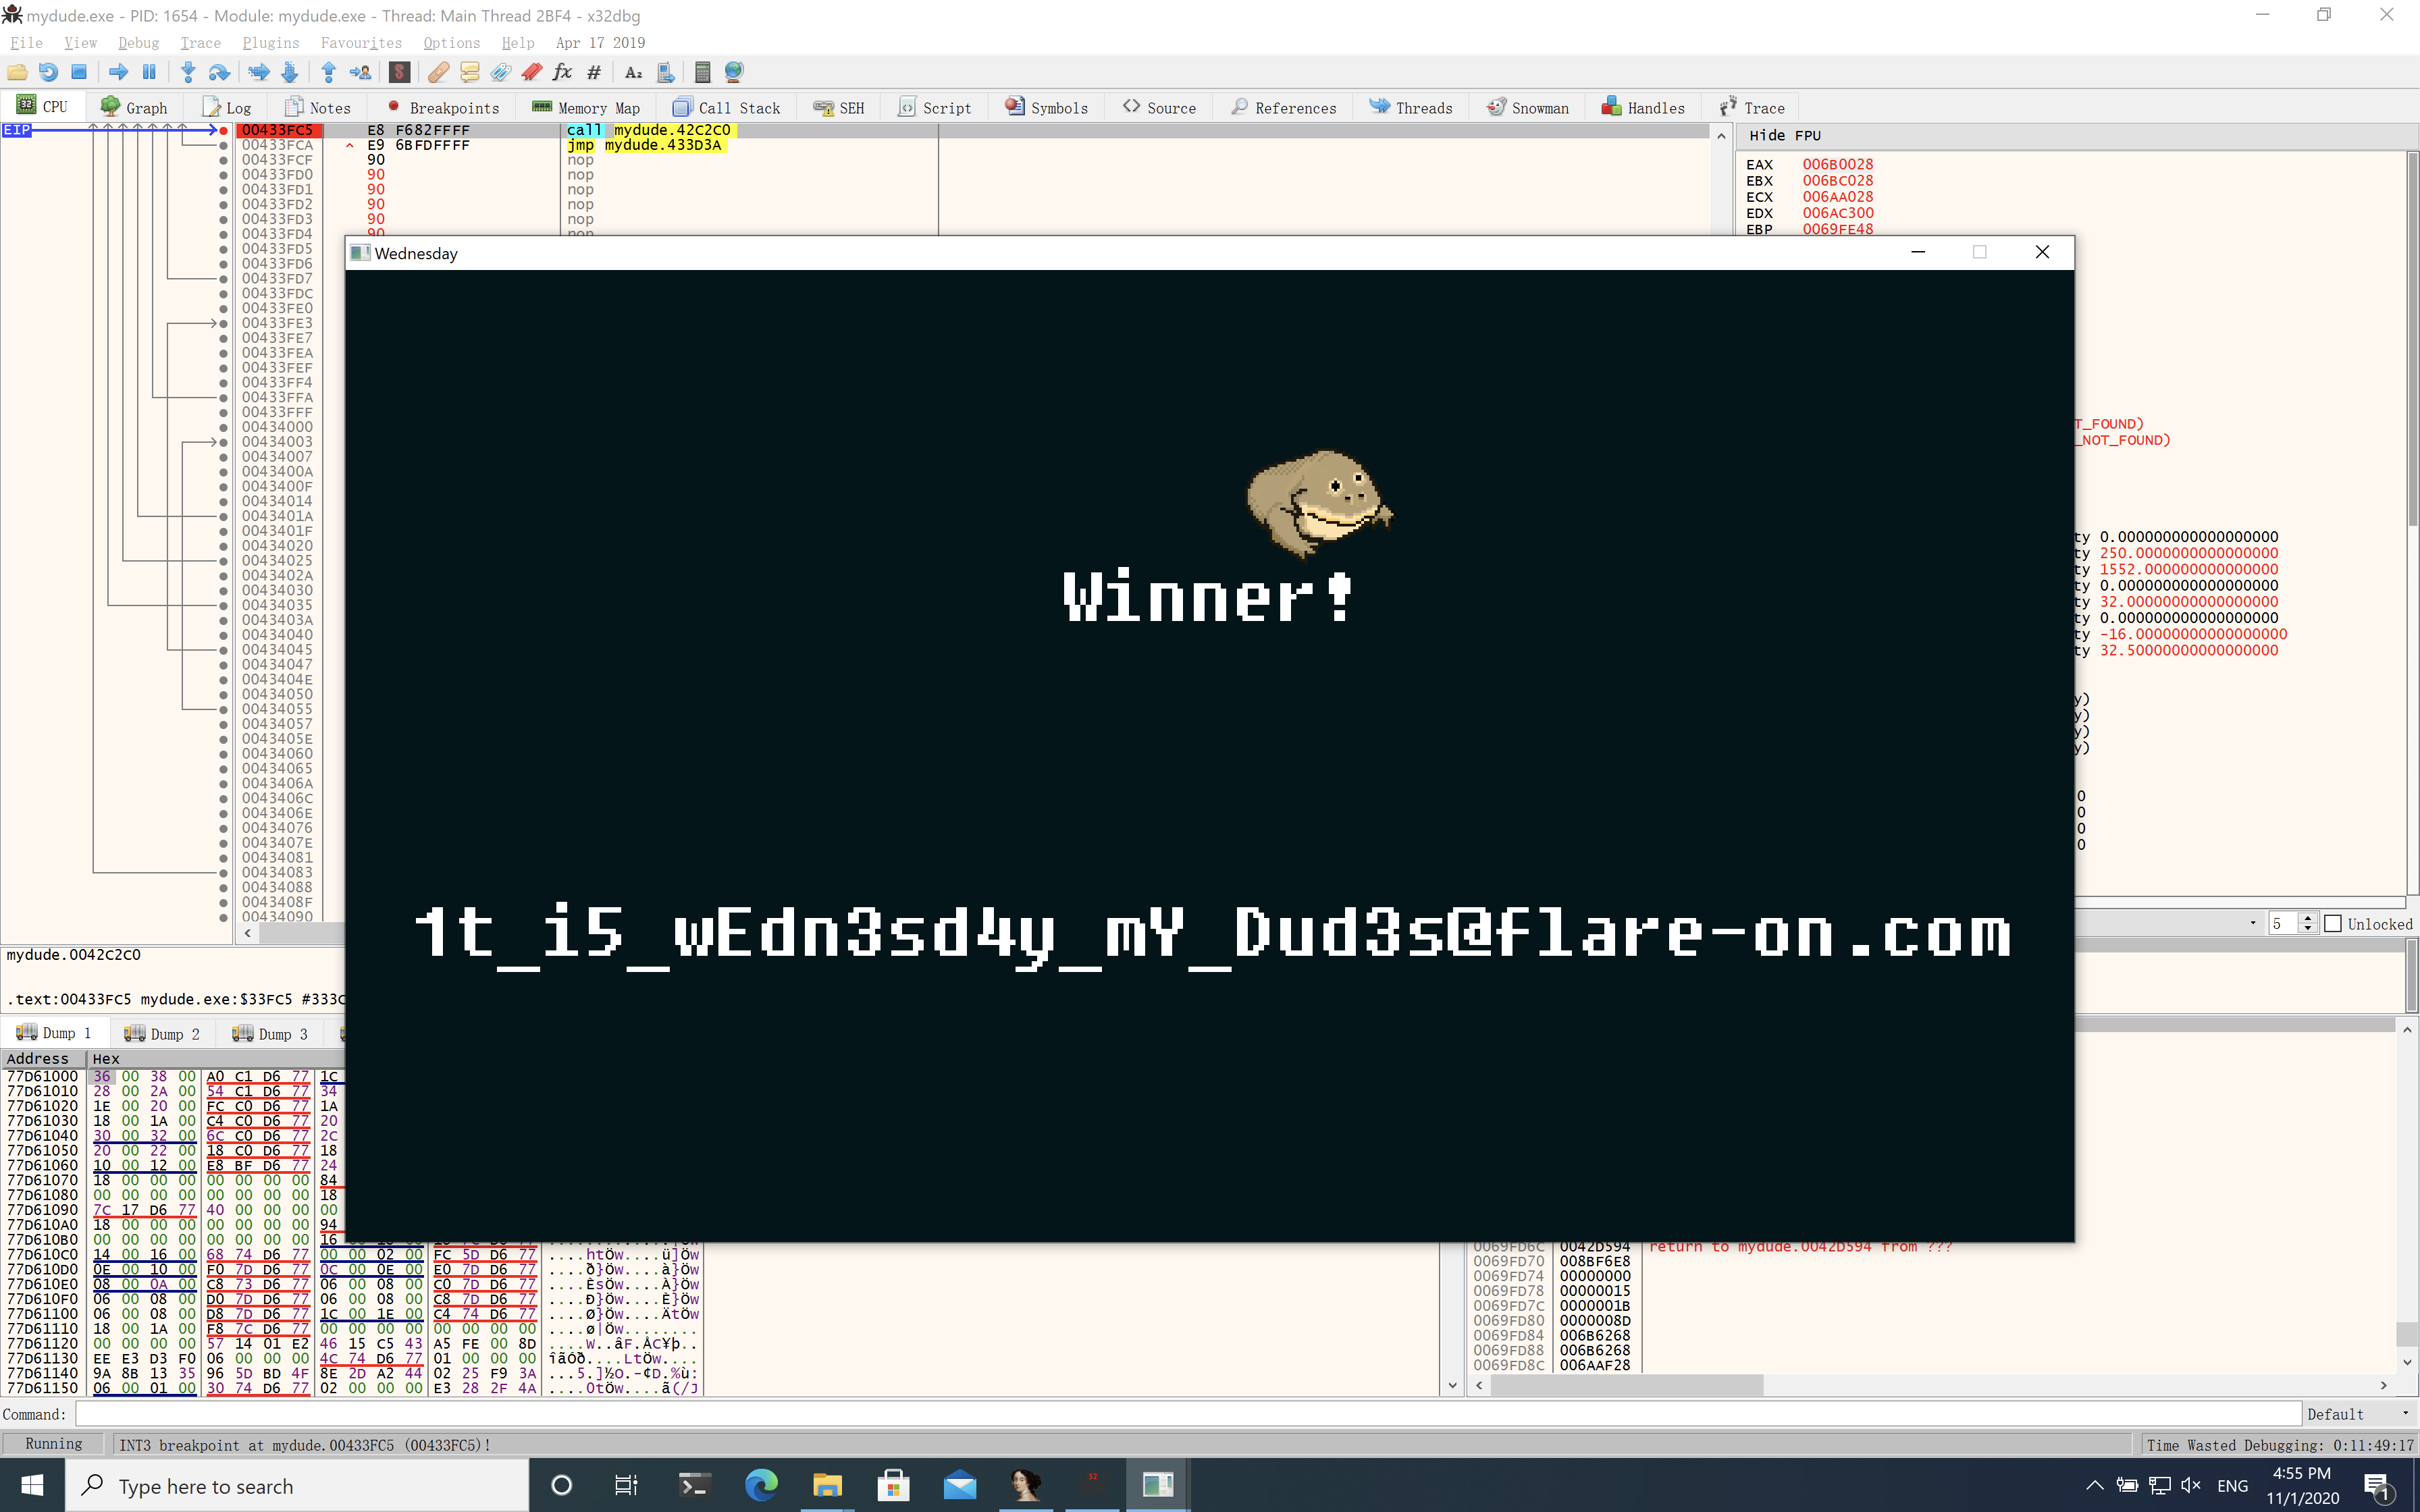 mydude.exe - PID: 1654 - Module: mydude.exe - Thread: Main Thread 2BF4 - x32dbg
File View Debug Trace Plugins Favourites Options Help Apr 17 2019
CPU Graph Log Notes Breakpoints Memory Map Call Stack SEH Script Symbols Source References Threads Snowman Handles Trace
EIP 00433FC5 E8 F682FFFF call mydude.42C2C0
00433FCA E9 6BFDFFFF jmp mydude.433D3A
00433FCF 90 nop
00433FD0 90 nop
00433FD1 90 nop
00433FD2 90 nop
00433FD3 90 nop
00433FD4 90 nop
00433FD5
00433FD6
00433FD7
00433FDC
00433FE0
00433FE3
00433FE7
00433FEA
00433FEF
00433FF4
00433FFA
00433FFF
00434000
00434003
00434007
0043400A
0043400F
00434014
0043401A
0043401F
00434020
00434025
0043402A
00434030
00434035
0043403A
00434040
00434045
00434047
0043404E
00434050
00434055
00434057
0043405E
00434060
00434065
0043406A
0043406C
0043406E
00434076
0043407E
00434081
00434083
00434088
0043408F
00434090
Hide FPU
EAX 006B0028
EBX 006BC028
ECX 006AA028
EDX 006AC300
EBP 0069FE48
T_FOUND)
_NOT_FOUND)
ty 0.000000000000000000
ty 250.0000000000000000
ty 1552.000000000000000
ty 0.000000000000000000
ty 32.00000000000000000
ty 0.000000000000000000
ty -16.00000000000000000
ty 32.50000000000000000
y)
y)
y)
y)
0
0
0
0
5 Unlocked
Wednesday
Winner!
1t_i5_wEdn3sd4y_mY_Dud3s@flare-on.com
mydude.0042C2C0
.text:00433FC5 mydude.exe:$33FC5 #333C
Dump 1 Dump 2 Dump 3
Address Hex
77D61000 36 00 38 00 A0 C1 D6 77 1C
77D61010 28 00 2A 00 54 C1 D6 77 34
77D61020 1E 00 20 00 FC C0 D6 77 1A
77D61030 18 00 1A 00 C4 C0 D6 77 20
77D61040 30 00 32 00 6C C0 D6 77 2C
77D61050 20 00 22 00 18 C0 D6 77 18
77D61060 10 00 12 00 E8 BF D6 77 24
77D61070 18 00 00 00 00 00 00 00 84
77D61080 00 00 00 00 00 00 00 00 18
77D61090 7C 17 D6 77 40 00 00 00 00
77D610A0 18 00 00 00 00 00 00 00 94
77D610B0 00 00 00 00 00 00 00 00 16
77D610C0 14 00 16 00 68 74 D6 77 00 00 02 00 FC 5D D6 77 ....htÖw....ü]Öw
77D610D0 0E 00 10 00 F0 7D D6 77 0C 00 0E 00 E0 7D D6 77 ....ð}Öw....à}Öw
77D610E0 08 00 0A 00 C8 73 D6 77 06 00 08 00 C0 7D D6 77 ....ÈsÖw....À}Öw
77D610F0 06 00 08 00 D0 7D D6 77 06 00 08 00 C8 7D D6 77 ....Ð}Öw....È}Öw
77D61100 06 00 08 00 D8 7D D6 77 1C 00 1E 00 C4 74 D6 77 ....Ø}Öw....ÄtÖw
77D61110 18 00 1A 00 F8 7C D6 77 00 00 00 00 00 00 00 00 ....ø|Öw........
77D61120 00 00 00 00 57 14 01 E2 46 15 C5 43 A5 FE 00 8D ....W..âF.ÅC¥þ..
77D61130 EE E3 D3 F0 06 00 00 00 4C 74 D6 77 01 00 00 00 îãÓð....LtÖw....
77D61140 9A 8B 13 35 96 5D BD 4F 8E 2D A2 44 02 25 F9 3A ...5.]½O.-¢D.%ù:
77D61150 06 00 01 00 30 74 D6 77 02 00 00 00 E3 28 2F 4A ....0tÖw....ã(/J
0069FD6C 0042D594 return to mydude.0042D594 from ???
0069FD70 008BF6E8
0069FD74 00000000
0069FD78 00000015
0069FD7C 0000001B
0069FD80 0000008D
0069FD84 006B6268
0069FD88 006B6268
0069FD8C 006AAF28
Command: Default
Running INT3 breakpoint at mydude.00433FC5 (00433FC5)! Time Wasted Debugging: 0:11:49:17
Type here to search
ENG
4:55 PM
11/1/2020
1